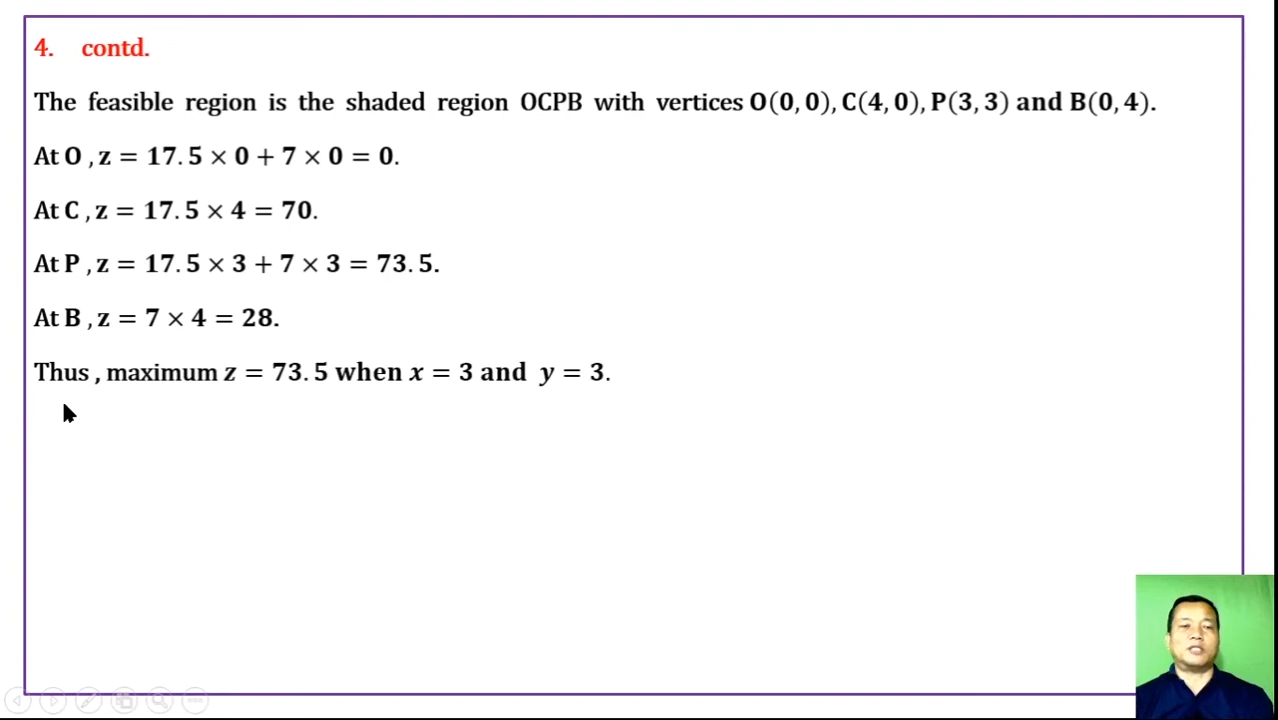 4. contd.
The feasible region is the shaded region OCPB with vertices O(0, 0), C(4, 0), P(3, 3) and B(0, 4).
At O , z = 17. 5 × 0 + 7 × 0 = 0.
At C , z = 17. 5 × 4 = 70.
At P , z = 17. 5 × 3 + 7 × 3 = 73. 5.
At B , z = 7 × 4 = 28.
Thus , maximum z = 73. 5 when x = 3 and y = 3.